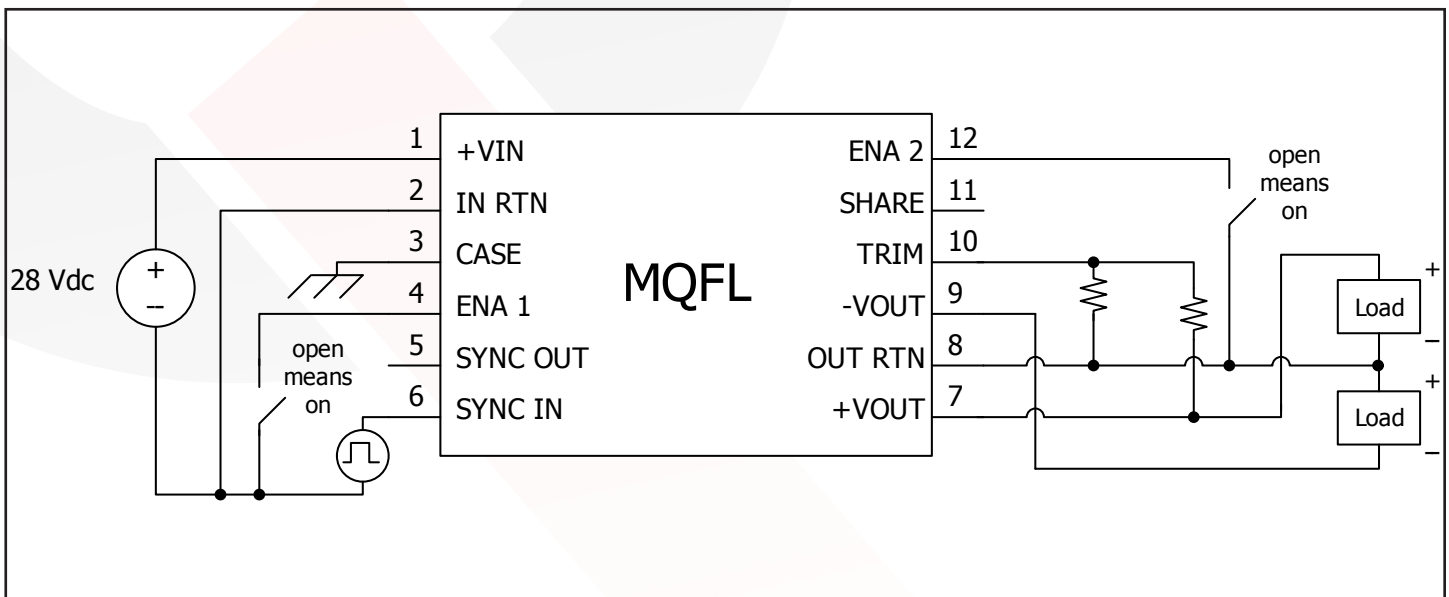 28 Vdc
+
--
1
+VIN
2
IN RTN
3
CASE
4
ENA 1
5
SYNC OUT
6
SYNC IN
open
means
on
MQFL
12
ENA 2
11
SHARE
10
TRIM
9
-VOUT
8
OUT RTN
7
+VOUT
open
means
on
+
Load
−
+
Load
−